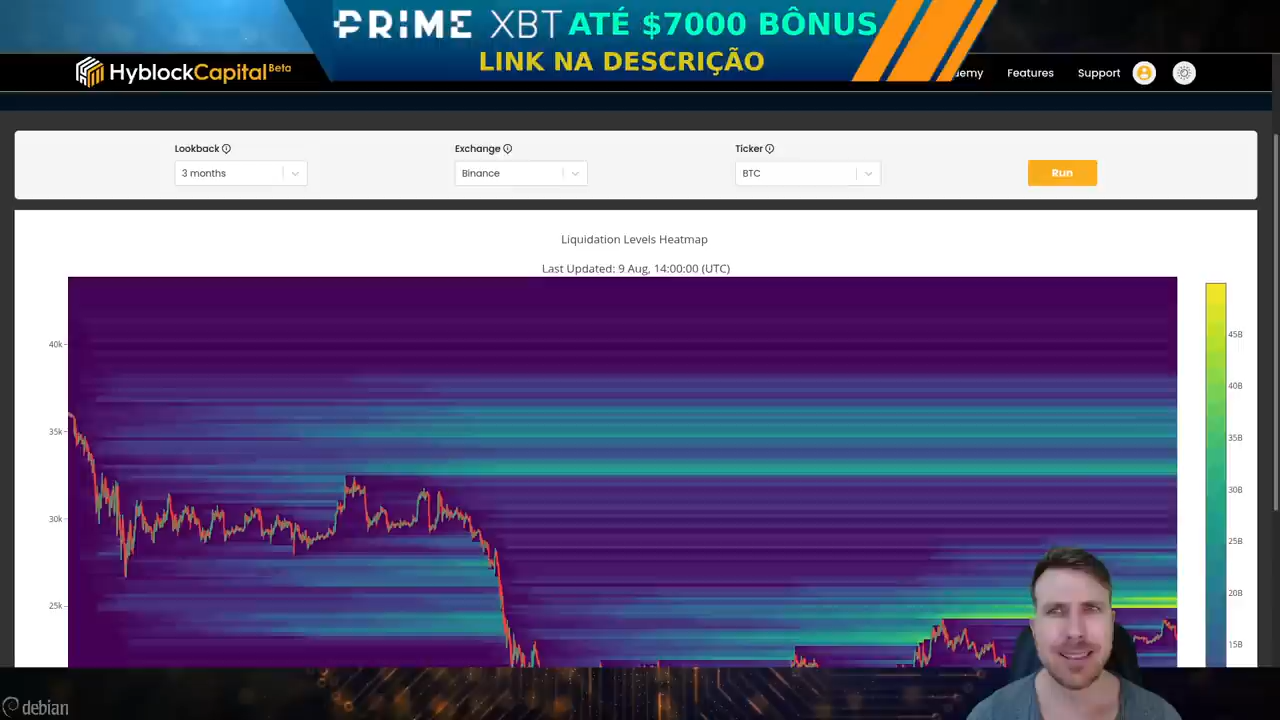 PRIME XBT ATÉ $7000 BÔNUS
LINK NA DESCRIÇÃO
HyblockCapital Beta
Features
Support
Lookback
Exchange
Ticker
3 months
Binance
BTC
Run
Liquidation Levels Heatmap
Last Updated: 9 Aug, 14:00:00 (UTC)
40k
35k
30k
25k
45B
40B
35B
30B
25B
20B
15B
debian